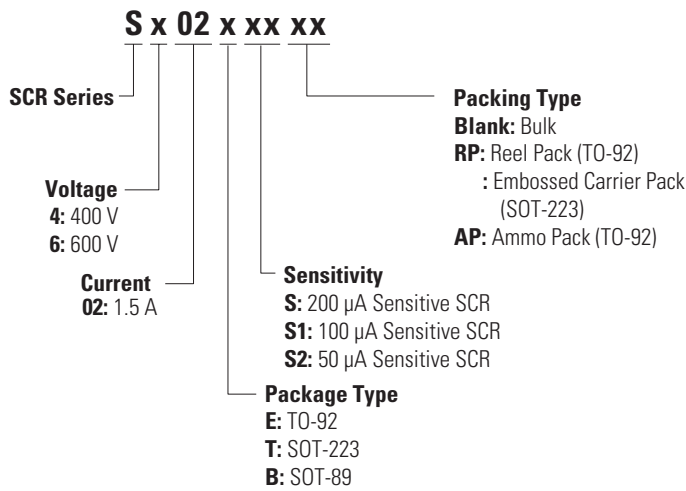 S x 02 x xx xx
SCR Series
Voltage
4: 400 V
6: 600 V
Current
02: 1.5 A
Package Type
E: TO-92
T: SOT-223
B: SOT-89
Sensitivity
S: 200 µA Sensitive SCR
S1: 100 µA Sensitive SCR
S2: 50 µA Sensitive SCR
Packing Type
Blank: Bulk
RP: Reel Pack (TO-92)
: Embossed Carrier Pack
(SOT-223)
AP: Ammo Pack (TO-92)